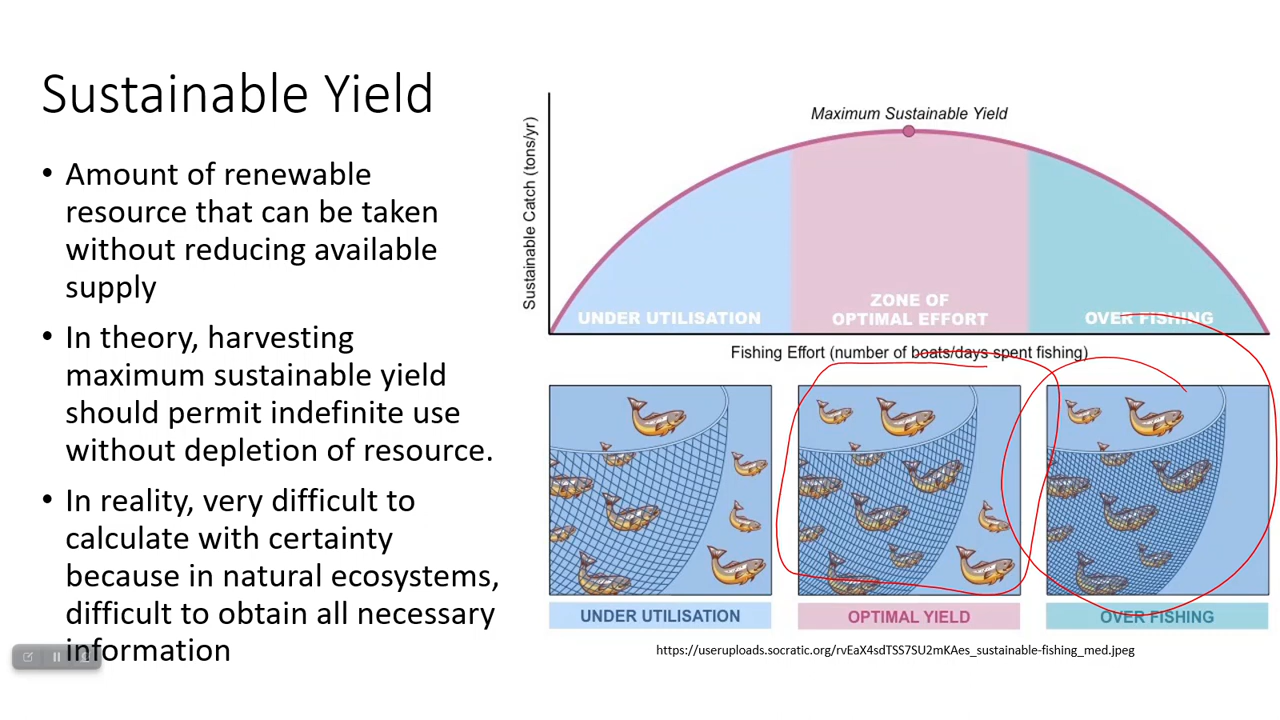 Sustainable Yield
• Amount of renewable
resource that can be taken
without reducing available
supply
• In theory, harvesting
maximum sustainable yield
should permit indefinite use
without depletion of resource.
• In reality, very difficult to
calculate with certainty
because in natural ecosystems,
difficult to obtain all necessary
information
Maximum Sustainable Yield
Sustainable Catch (tons/yr)
UNDER UTILISATION
ZONE OF
OPTIMAL EFFORT
OVER FISHING
Fishing Effort (number of boats/days spent fishing)
UNDER UTILISATION
OPTIMAL YIELD
OVER FISHING
https://useruploads.socratic.org/rvEaX4sdTSS7SU2mKAes_sustainable-fishing_med.jpeg